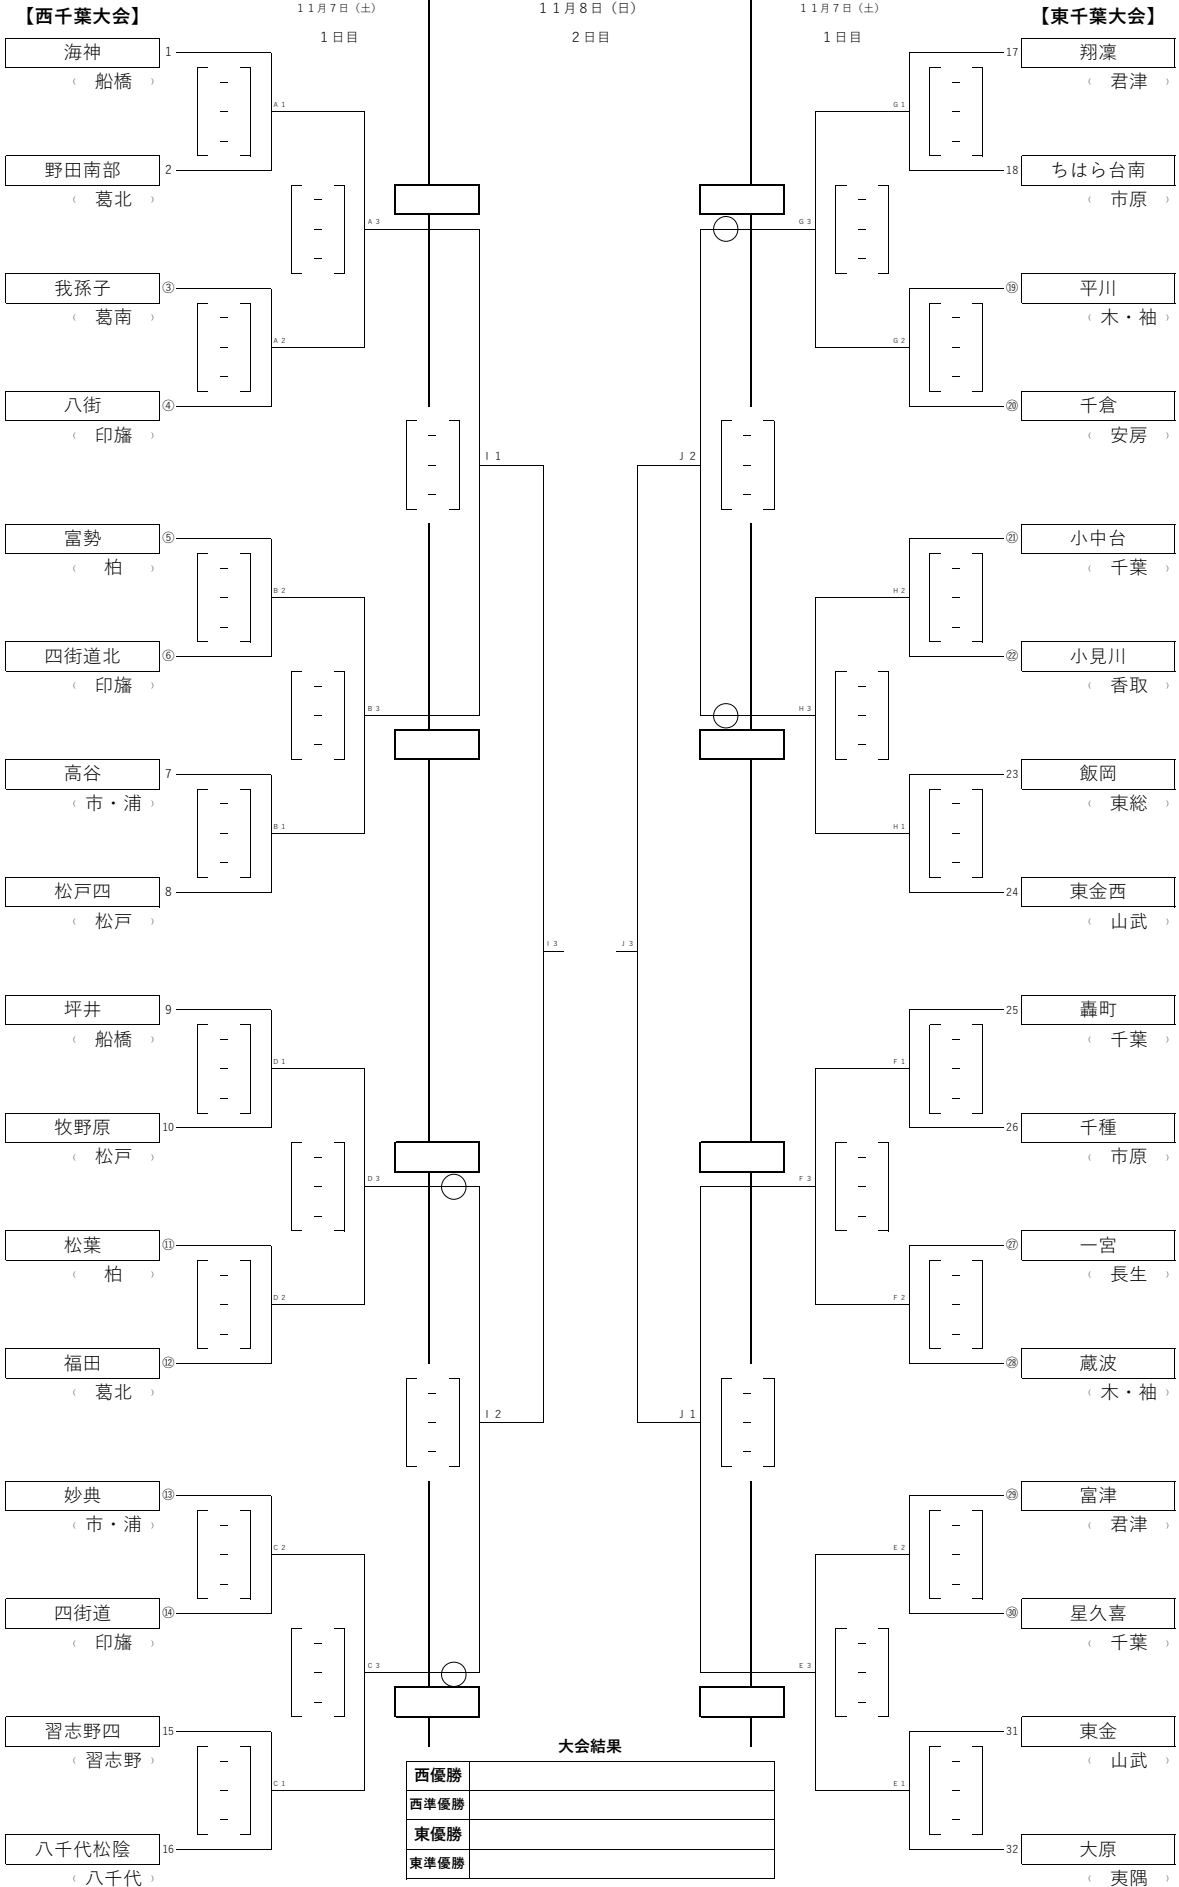 【西千葉大会】
11月7日（土）
11月8日（日）
11月7日（土）
【東千葉大会】
1日目
2日目
1日目
海神 1
（船橋）
A1
野田南部 2
（葛北）
A3
我孫子 ③
（葛南）
A2
八街 ④
（印旛）
I1
富勢 ⑤
（柏）
B2
四街道北 ⑥
（印旛）
B3
高谷 7
（市・浦）
B1
松戸四 8
（松戸）
I3
坪井 9
（船橋）
D1
牧野原 10
（松戸）
D3
松葉 ⑪
（柏）
D2
福田 ⑫
（葛北）
I2
妙典 ⑬
（市・浦）
C2
四街道 ⑭
（印旛）
C3
習志野四 15
（習志野）
C1
八千代松陰 16
（八千代）
17 翔凜
（君津）
G1
18 ちはら台南
（市原）
G3
⑲ 平川
（木・袖）
G2
⑳ 千倉
（安房）
J2
㉑ 小中台
（千葉）
H2
㉒ 小見川
（香取）
H3
23 飯岡
（東総）
H1
24 東金西
（山武）
J3
25 轟町
（千葉）
F1
26 千種
（市原）
F3
㉗ 一宮
（長生）
F2
㉘ 蔵波
（木・袖）
J1
㉙ 富津
（君津）
E2
㉚ 星久喜
（千葉）
E3
31 東金
（山武）
E1
32 大原
（夷隅）
大会結果
西優勝
西準優勝
東優勝
東準優勝